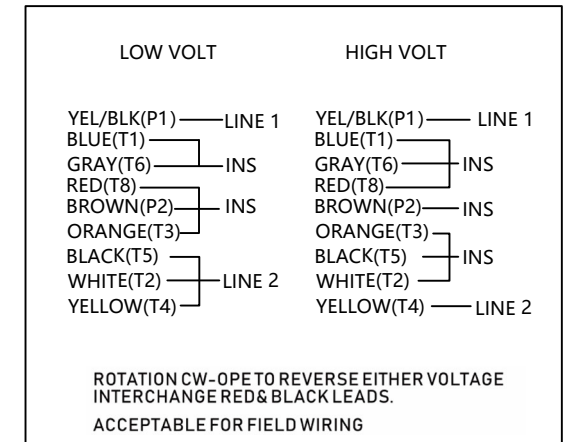 LOW VOLT HIGH VOLT
YEL/BLK(P1) LINE 1 YEL/BLK(P1) LINE 1
BLUE(T1) BLUE(T1)
GRAY(T6) INS GRAY(T6) INS
RED(T8) RED(T8)
BROWN(P2) INS BROWN(P2) INS
ORANGE(T3) ORANGE(T3)
BLACK(T5) BLACK(T5) INS
WHITE(T2) LINE 2 WHITE(T2)
YELLOW(T4) YELLOW(T4) LINE 2
ROTATION CW-OPE TO REVERSE EITHER VOLTAGE
INTERCHANGE RED& BLACK LEADS.
ACCEPTABLE FOR FIELD WIRING